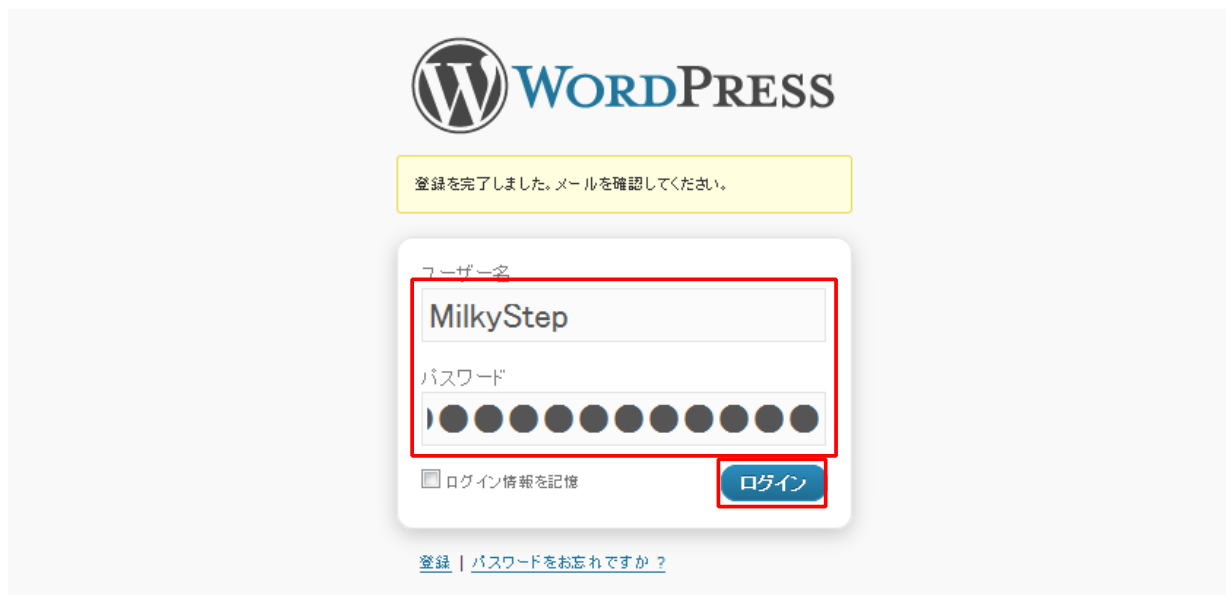 WORDPRESS
登録を完了しました。メールを確認してください。
ユーザー名
MilkyStep
パスワード
ログイン情報を記憶
ログイン
登録 | パスワードをお忘れですか ?